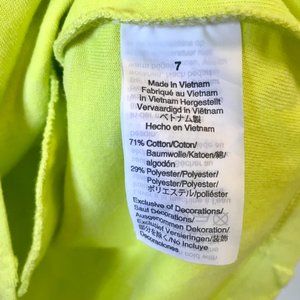 7
Made in Vietnam
Fabriqué au Vietnam
In Vietnam Hergestellt
Vervaardigd in Viëtnam
ベトナム製
Hecho en Vietnam
71% Cotton/Coton/
Baumwolle/Katoen/綿/
algodón
29% Polyester/Polyester/
Polyester/Polyester/
ポリエステル/poliéster
Exclusive of Decorations/
Sauf Décorations/
Ausgenommen Dekoration/
Exclusief Versieringen/装飾
部分を除く/No Incluye
Decoraciones